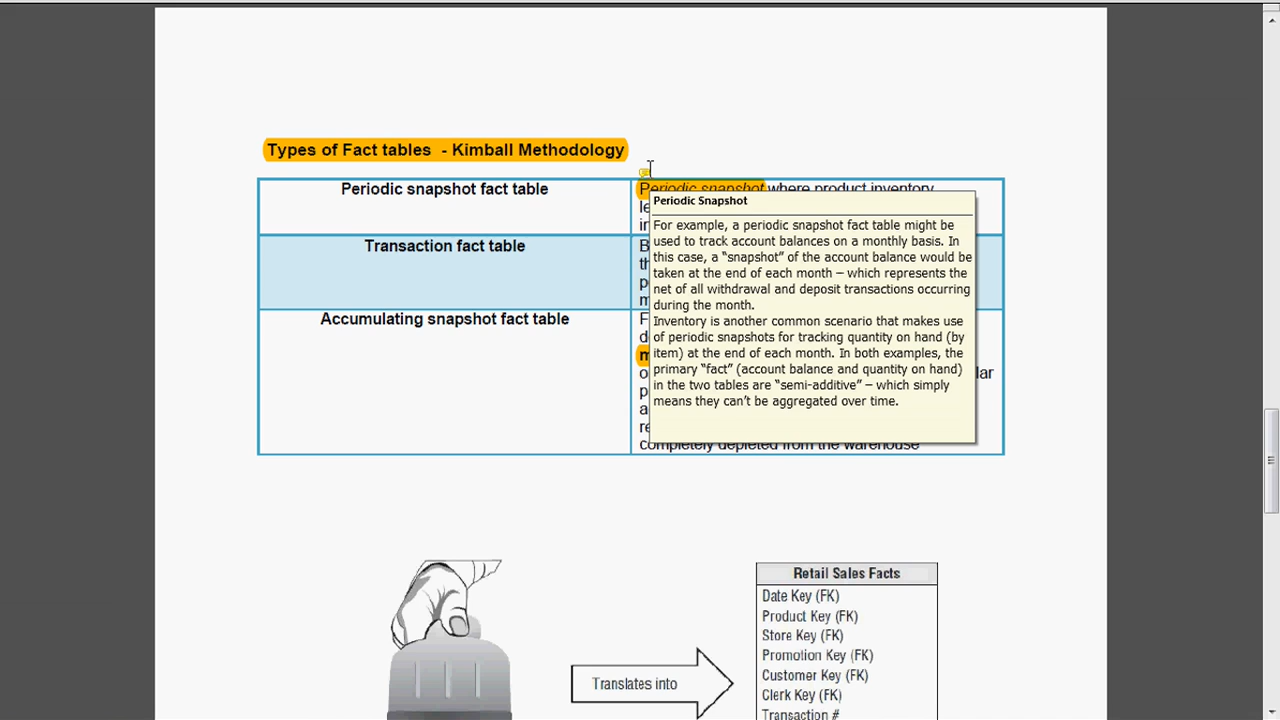 Types of Fact tables - Kimball Methodology
Periodic snapshot fact table
Periodic snapshot where product inventory
Periodic Snapshot
For example, a periodic snapshot fact table might be
used to track account balances on a monthly basis. In
this case, a “snapshot” of the account balance would be
taken at the end of each month – which represents the
net of all withdrawal and deposit transactions occurring
during the month.
Inventory is another common scenario that makes use
of periodic snapshots for tracking quantity on hand (by
item) at the end of each month. In both examples, the
primary “fact” (account balance and quantity on hand)
in the two tables are “semi-additive” – which simply
means they can’t be aggregated over time.
Transaction fact table
Accumulating snapshot fact table
completely depleted from the warehouse
Translates into
Retail Sales Facts
Date Key (FK)
Product Key (FK)
Store Key (FK)
Promotion Key (FK)
Customer Key (FK)
Clerk Key (FK)
Transaction #